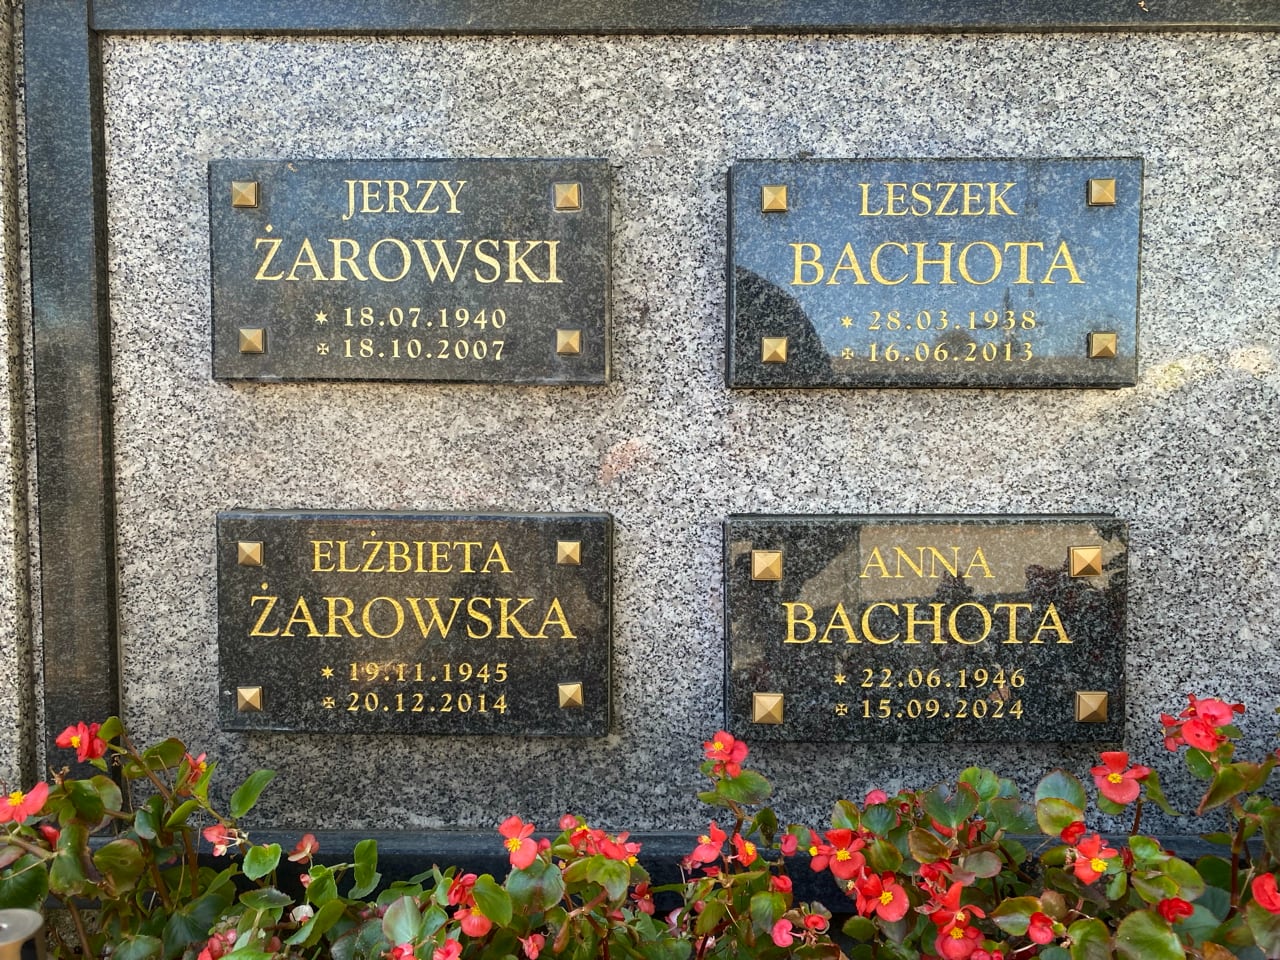 JERZY
ŻAROWSKI
✶ 18.07.1940
✠ 18.10.2007
LESZEK
BACHOTA
✶ 28.03.1938
✠ 16.06.2013
ELŻBIETA
ŻAROWSKA
✶ 19.11.1945
✠ 20.12.2014
ANNA
BACHOTA
✶ 22.06.1946
✠ 15.09.2024